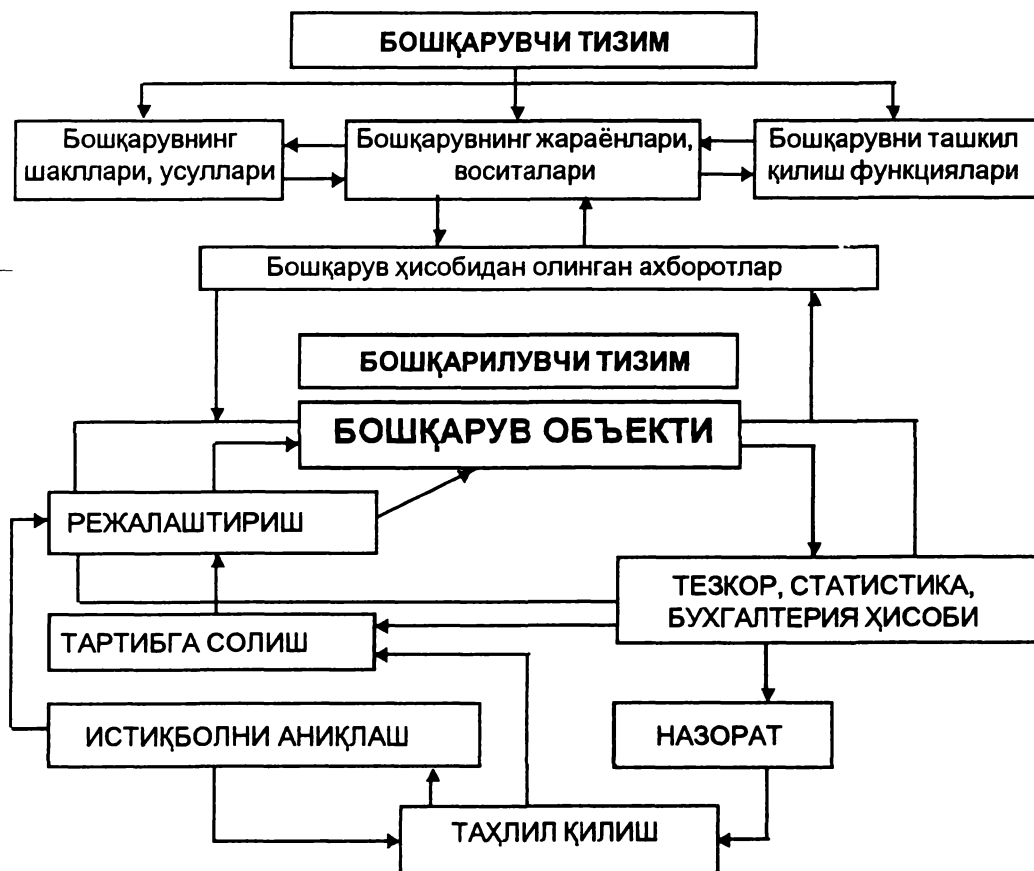 БОШҚАРУВЧИ ТИЗИМ
Бошқарувнинг
шакллари, усуллари
Бошқарувнинг жараёнлари,
воситалари
Бошқарувни ташкил
қилиш функциялари
Бошқарув ҳисобидан олинган ахборотлар
БОШҚАРИЛУВЧИ ТИЗИМ
БОШҚАРУВ ОБЪЕКТИ
РЕЖАЛАШТИРИШ
ТЕЗКОР, СТАТИСТИКА,
БУХГАЛТЕРИЯ ҲИСОБИ
ТАРТИБГА СОЛИШ
ИСТИҚБОЛНИ АНИҚЛАШ
НАЗОРАТ
ТАҲЛИЛ ҚИЛИШ